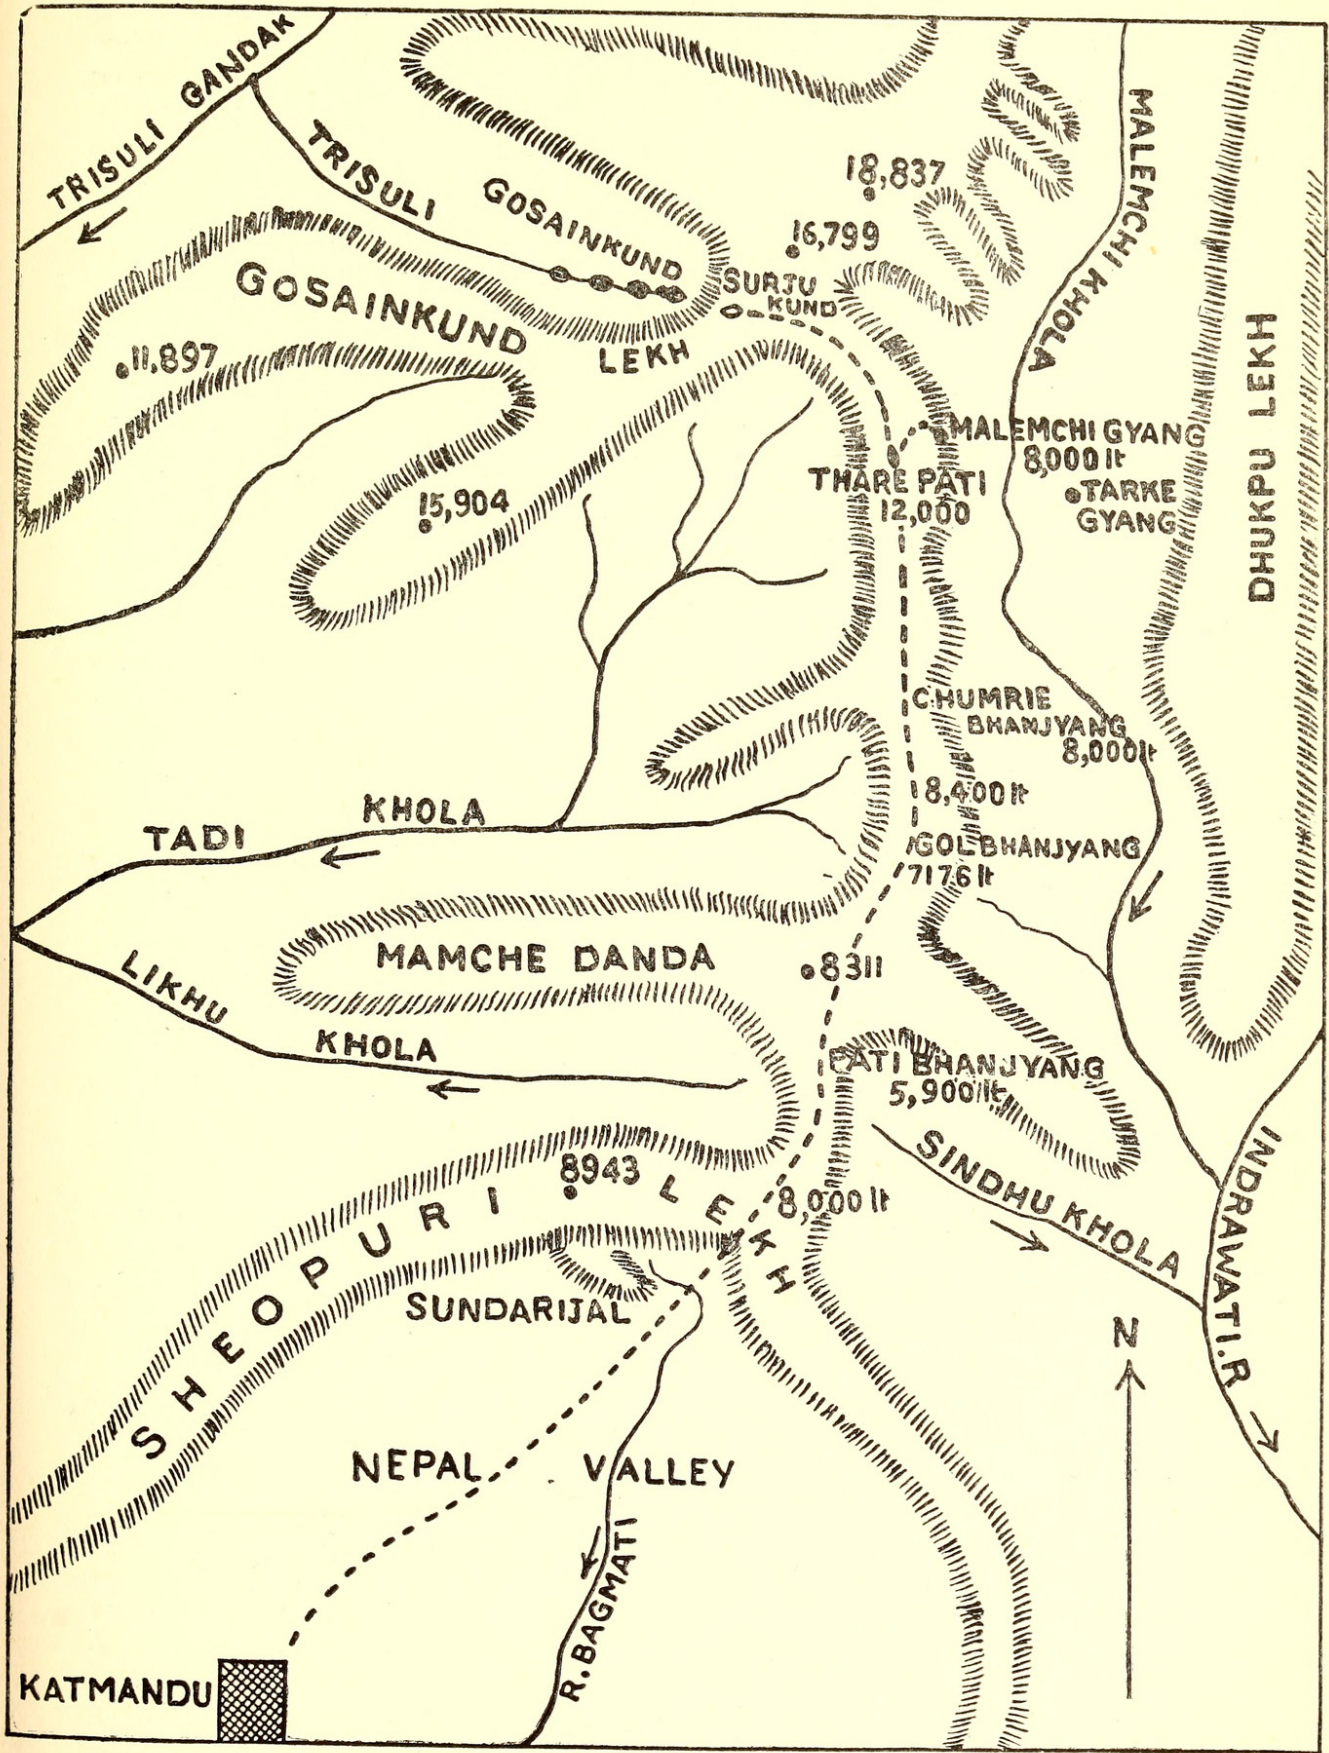 TRISULI GANDAK
TRISULI
GOSAINKUND
18,837
16,799
MALEMCHI KHOLA
SURJU
KUND
GOSAINKUND
LEKH
11,897
15,904
MALEMCHI GYANG
8,000 ft
THARE PATI
12,000
TARKE
GYANG
DHUKPU LEKH
CHUMRIE
BHANJYANG
8,000 ft
8,400 ft
GOLBHANJYANG
7176 ft
TADI KHOLA
MAMCHE DANDA
8311
LIKHU KHOLA
PATI BHANJYANG
5,900 ft
SINDHU KHOLA
INDRAWATI.R
8943
SHEOPURI LEKH
8,000 ft
SUNDARIJAL
N
NEPAL VALLEY
R. BAGMATI
KATMANDU